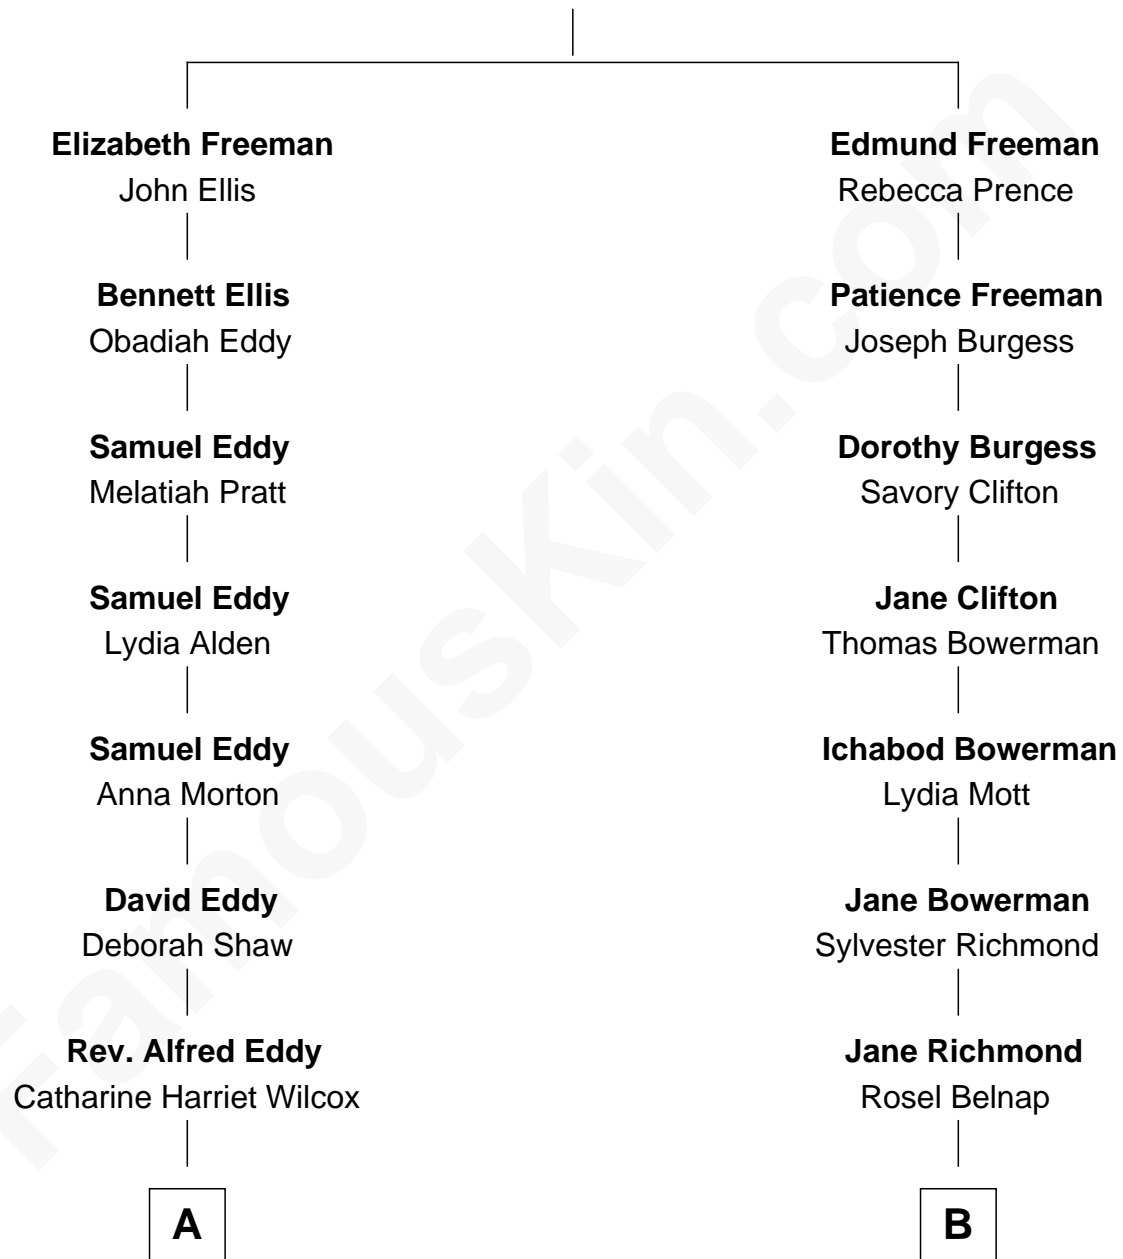 Elizabeth Freeman
John Ellis
Bennett Ellis
Obadiah Eddy
Samuel Eddy
Melatiah Pratt
Samuel Eddy
Lydia Alden
Samuel Eddy
Anna Morton
David Eddy
Deborah Shaw
Rev. Alfred Eddy
Catharine Harriet Wilcox
A
Edmund Freeman
Rebecca Prence
Patience Freeman
Joseph Burgess
Dorothy Burgess
Savory Clifton
Jane Clifton
Thomas Bowerman
Ichabod Bowerman
Lydia Mott
Jane Bowerman
Sylvester Richmond
Jane Richmond
Rosel Belnap
B
FamousKin.com